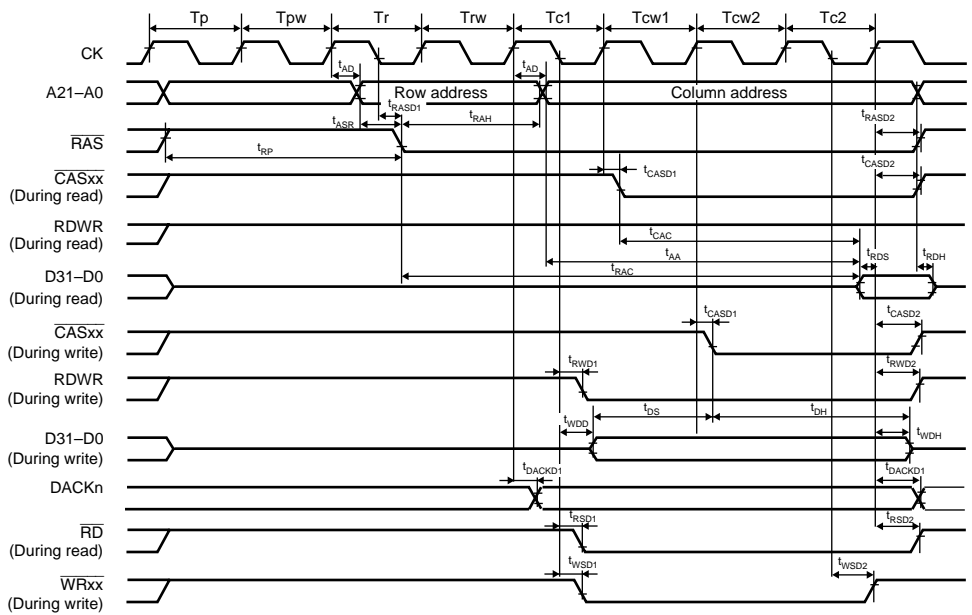 Tp Tpw Tr Trw Tc1 Tcw1 Tcw2 Tc2
CK
tAD tAD
A21–A0 Row address Column address
tRASD1 tRASD2
tASR tRAH
RAS
tRP tCASD2
CASxx tCASD1
(During read)
RDWR
(During read) tCAC
tAA tRDS tRDH
D31–D0 tRAC
(During read)
tCASD1 tCASD2
CASxx
(During write)
RDWR tRWD1 tRWD2
(During write)
tDS tDH
tWDD tWDH
D31–D0
(During write)
tDACKD1 tDACKD1
DACKn
tRSD1 tRSD2
RD
(During read)
tWSD1 tWSD2
WRxx
(During write)